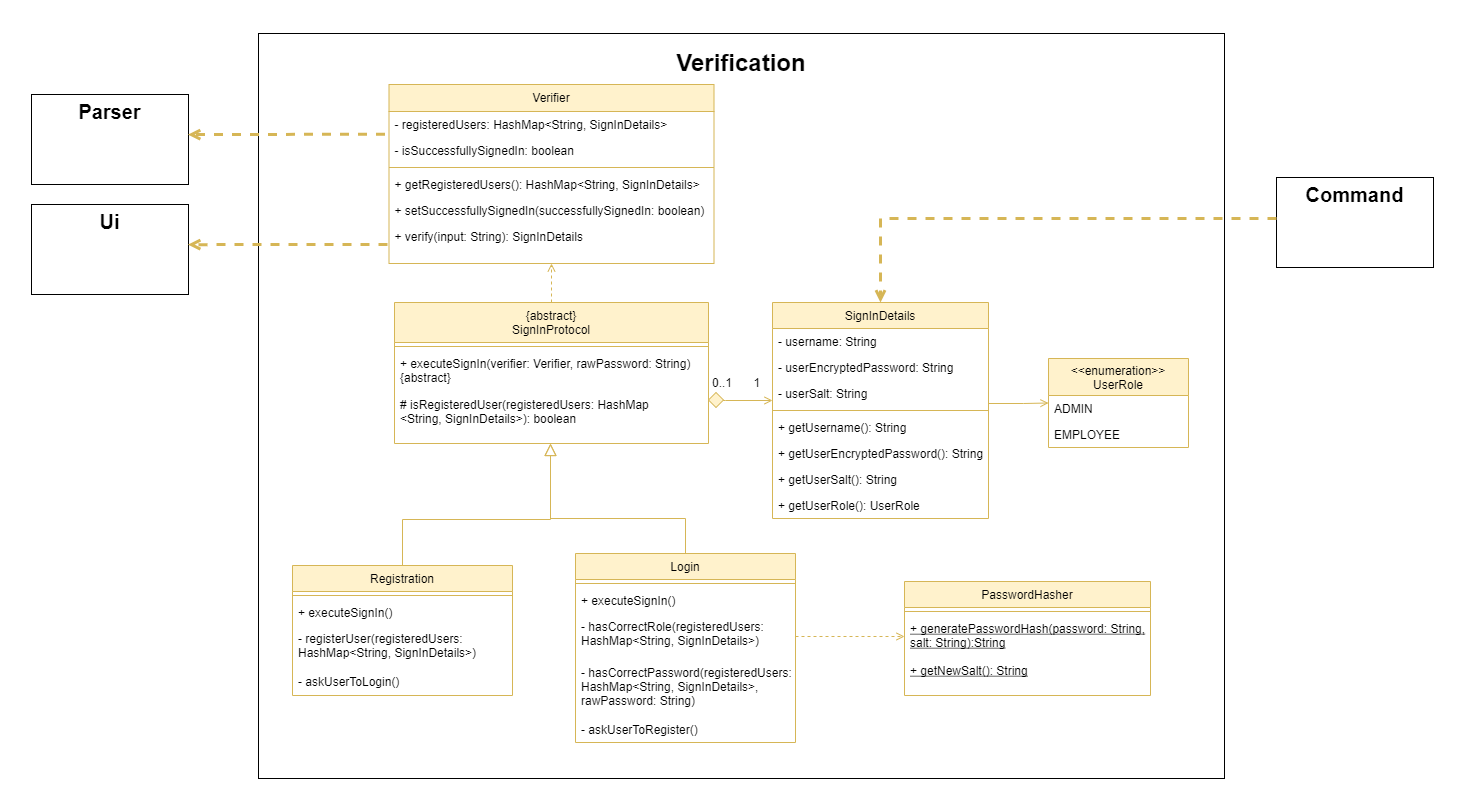 Verification
Parser
Ui
Command
Verifier
- registeredUsers: HashMap<String, SignInDetails>
- isSuccessfullySignedIn: boolean
+ getRegisteredUsers(): HashMap<String, SignInDetails>
+ setSuccessfullySignedIn(successfullySignedIn: boolean)
+ verify(input: String): SignInDetails
{abstract}
SignInProtocol
+ executeSignIn(verifier: Verifier, rawPassword: String)
{abstract}
# isRegisteredUser(registeredUsers: HashMap
<String, SignInDetails>): boolean
0..1
1
SignInDetails
- username: String
- userEncryptedPassword: String
- userSalt: String
+ getUsername(): String
+ getUserEncryptedPassword(): String
+ getUserSalt(): String
+ getUserRole(): UserRole
<<enumeration>>
UserRole
ADMIN
EMPLOYEE
Registration
+ executeSignIn()
- registerUser(registeredUsers:
HashMap<String, SignInDetails>)
- askUserToLogin()
Login
+ executeSignIn()
- hasCorrectRole(registeredUsers:
HashMap<String, SignInDetails>)
- hasCorrectPassword(registeredUsers:
HashMap<String, SignInDetails>,
rawPassword: String)
- askUserToRegister()
PasswordHasher
+ generatePasswordHash(password: String,
salt: String):String
+ getNewSalt(): String